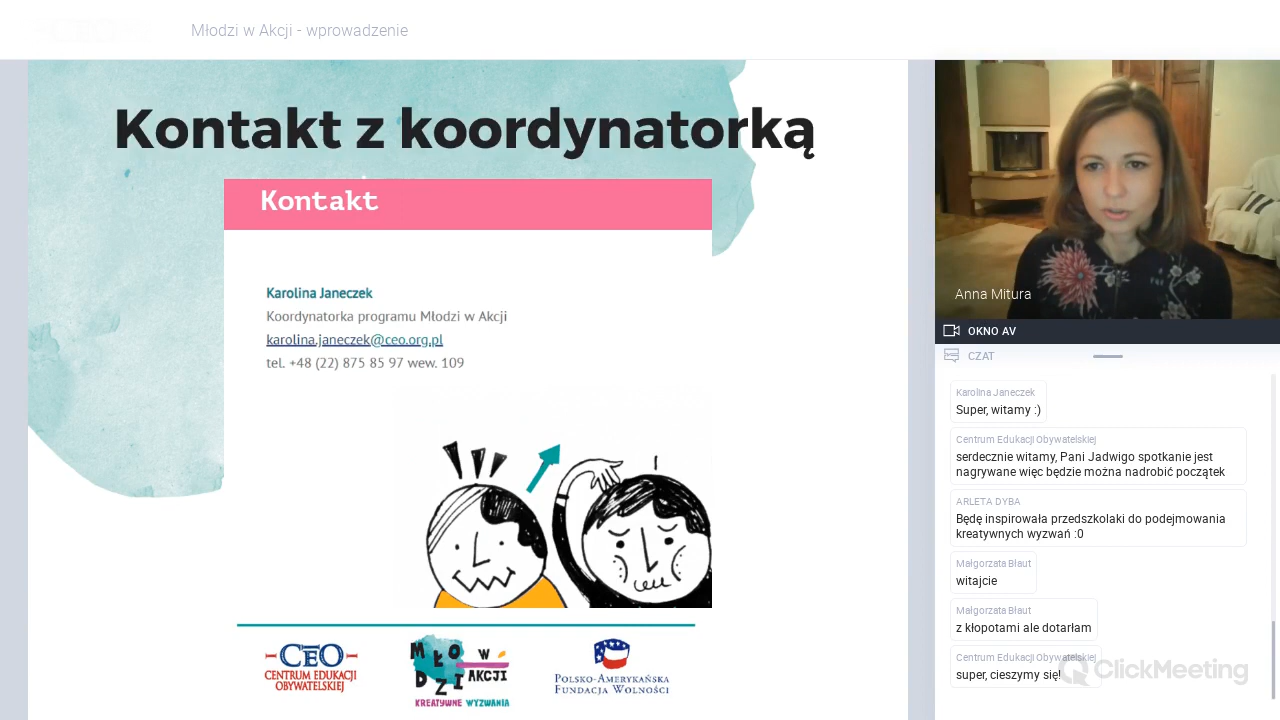 Młodzi w Akcji - wprowadzenie
Kontakt z koordynatorką
Kontakt
Karolina Janeczek
Koordynatorka programu Młodzi w Akcji
karolina.janeczek@ceo.org.pl
tel. +48 (22) 875 85 97 wew. 109
CEO
CENTRUM EDUKACJI
OBYWATELSKIEJ
MŁO
DZI
W
AKCJI
KREATYWNE WYZWANIA
POLSKO-AMERYKAŃSKA
FUNDACJA WOLNOŚCI
Anna Mitura
OKNO AV
CZAT
Karolina Janeczek
Super, witamy :)
Centrum Edukacji Obywatelskiej
serdecznie witamy, Pani Jadwigo spotkanie jest
nagrywane więc będzie można nadrobić początek
ARLETA DYBA
Będę inspirowała przedszkolaki do podejmowania
kreatywnych wyzwań :0
Małgorzata Błaut
witajcie
Małgorzata Błaut
z kłopotami ale dotarłam
Centrum Edukacji Obywatelskiej
super, cieszymy się!
ClickMeeting